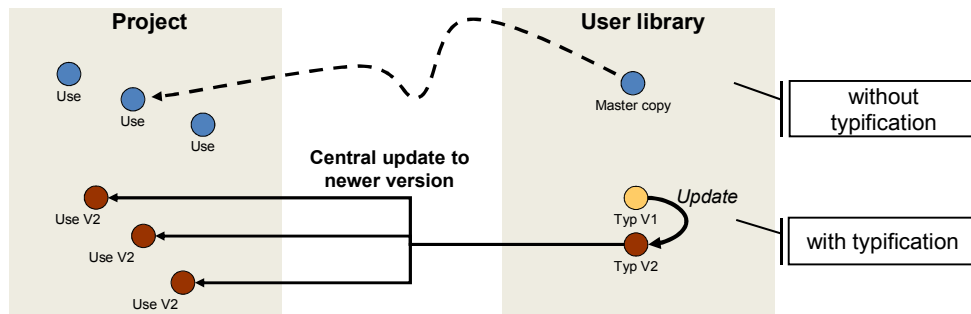 Project
User library
Use
Use
Use
Master copy
without
typification
Central update to
newer version
Use V2
Use V2
Use V2
Typ V1
Update
Typ V2
with typification